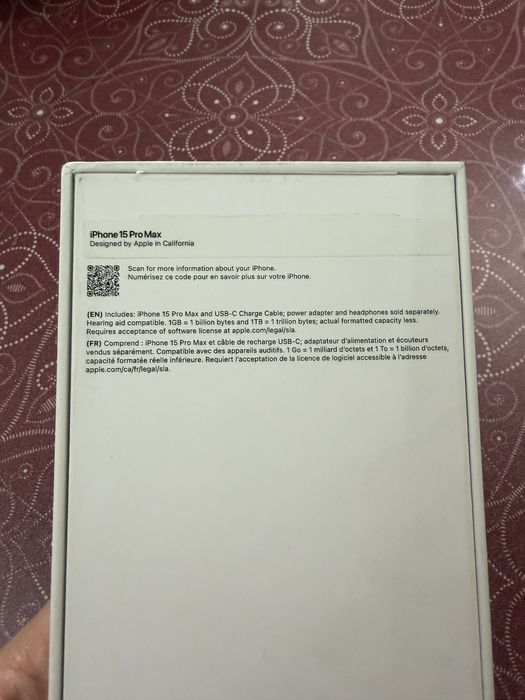 iPhone 15 Pro Max
Designed by Apple in California
Scan for more information about your iPhone.
Numérisez ce code pour en savoir plus sur votre iPhone.
(EN) Includes: iPhone 15 Pro Max and USB-C Charge Cable; power adapter and headphones sold separately.
Hearing aid compatible. 1GB = 1 billion bytes and 1TB = 1 trillion bytes; actual formatted capacity less.
Requires acceptance of software license at apple.com/legal/sla.
(FR) Comprend : iPhone 15 Pro Max et câble de recharge USB-C; adaptateur d'alimentation et écouteurs
vendus séparément. Compatible avec des appareils auditifs. 1 Go = 1 milliard d'octets et 1 To = 1 billion d'octets,
capacité formatée réelle inférieure. Requiert l'acceptation de la licence de logiciel accessible à l'adresse
apple.com/ca/fr/legal/sla.